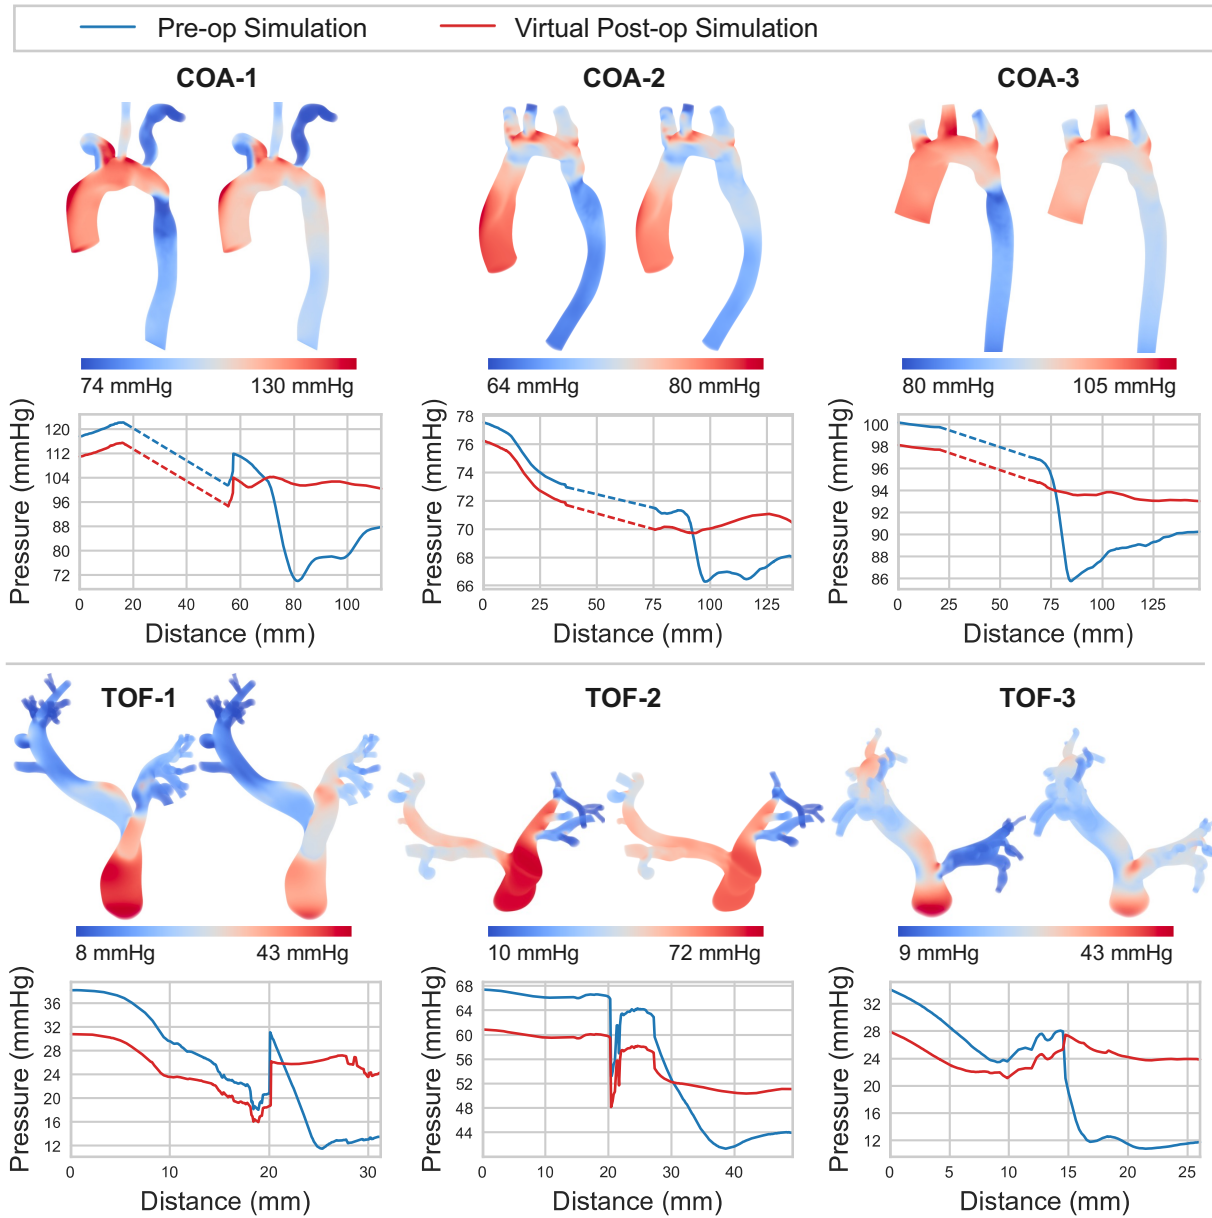 Pre-op Simulation Virtual Post-op Simulation
COA-1 COA-2 COA-3
74 mmHg 130 mmHg 64 mmHg 80 mmHg 80 mmHg 105 mmHg
Pressure (mmHg)
120
112
104
96
88
80
72
0 20 40 60 80 100
Distance (mm)
Pressure (mmHg)
78
76
74
72
70
68
66
0 25 50 75 100 125
Distance (mm)
Pressure (mmHg)
100
98
96
94
92
90
88
86
0 25 50 75 100 125
Distance (mm)
TOF-1 TOF-2 TOF-3
8 mmHg 43 mmHg 10 mmHg 72 mmHg 9 mmHg 43 mmHg
Pressure (mmHg)
36
32
28
24
20
16
12
0 10 20 30
Distance (mm)
Pressure (mmHg)
68
64
60
56
52
48
44
0 10 20 30 40
Distance (mm)
Pressure (mmHg)
32
28
24
20
16
12
0 5 10 15 20 25
Distance (mm)